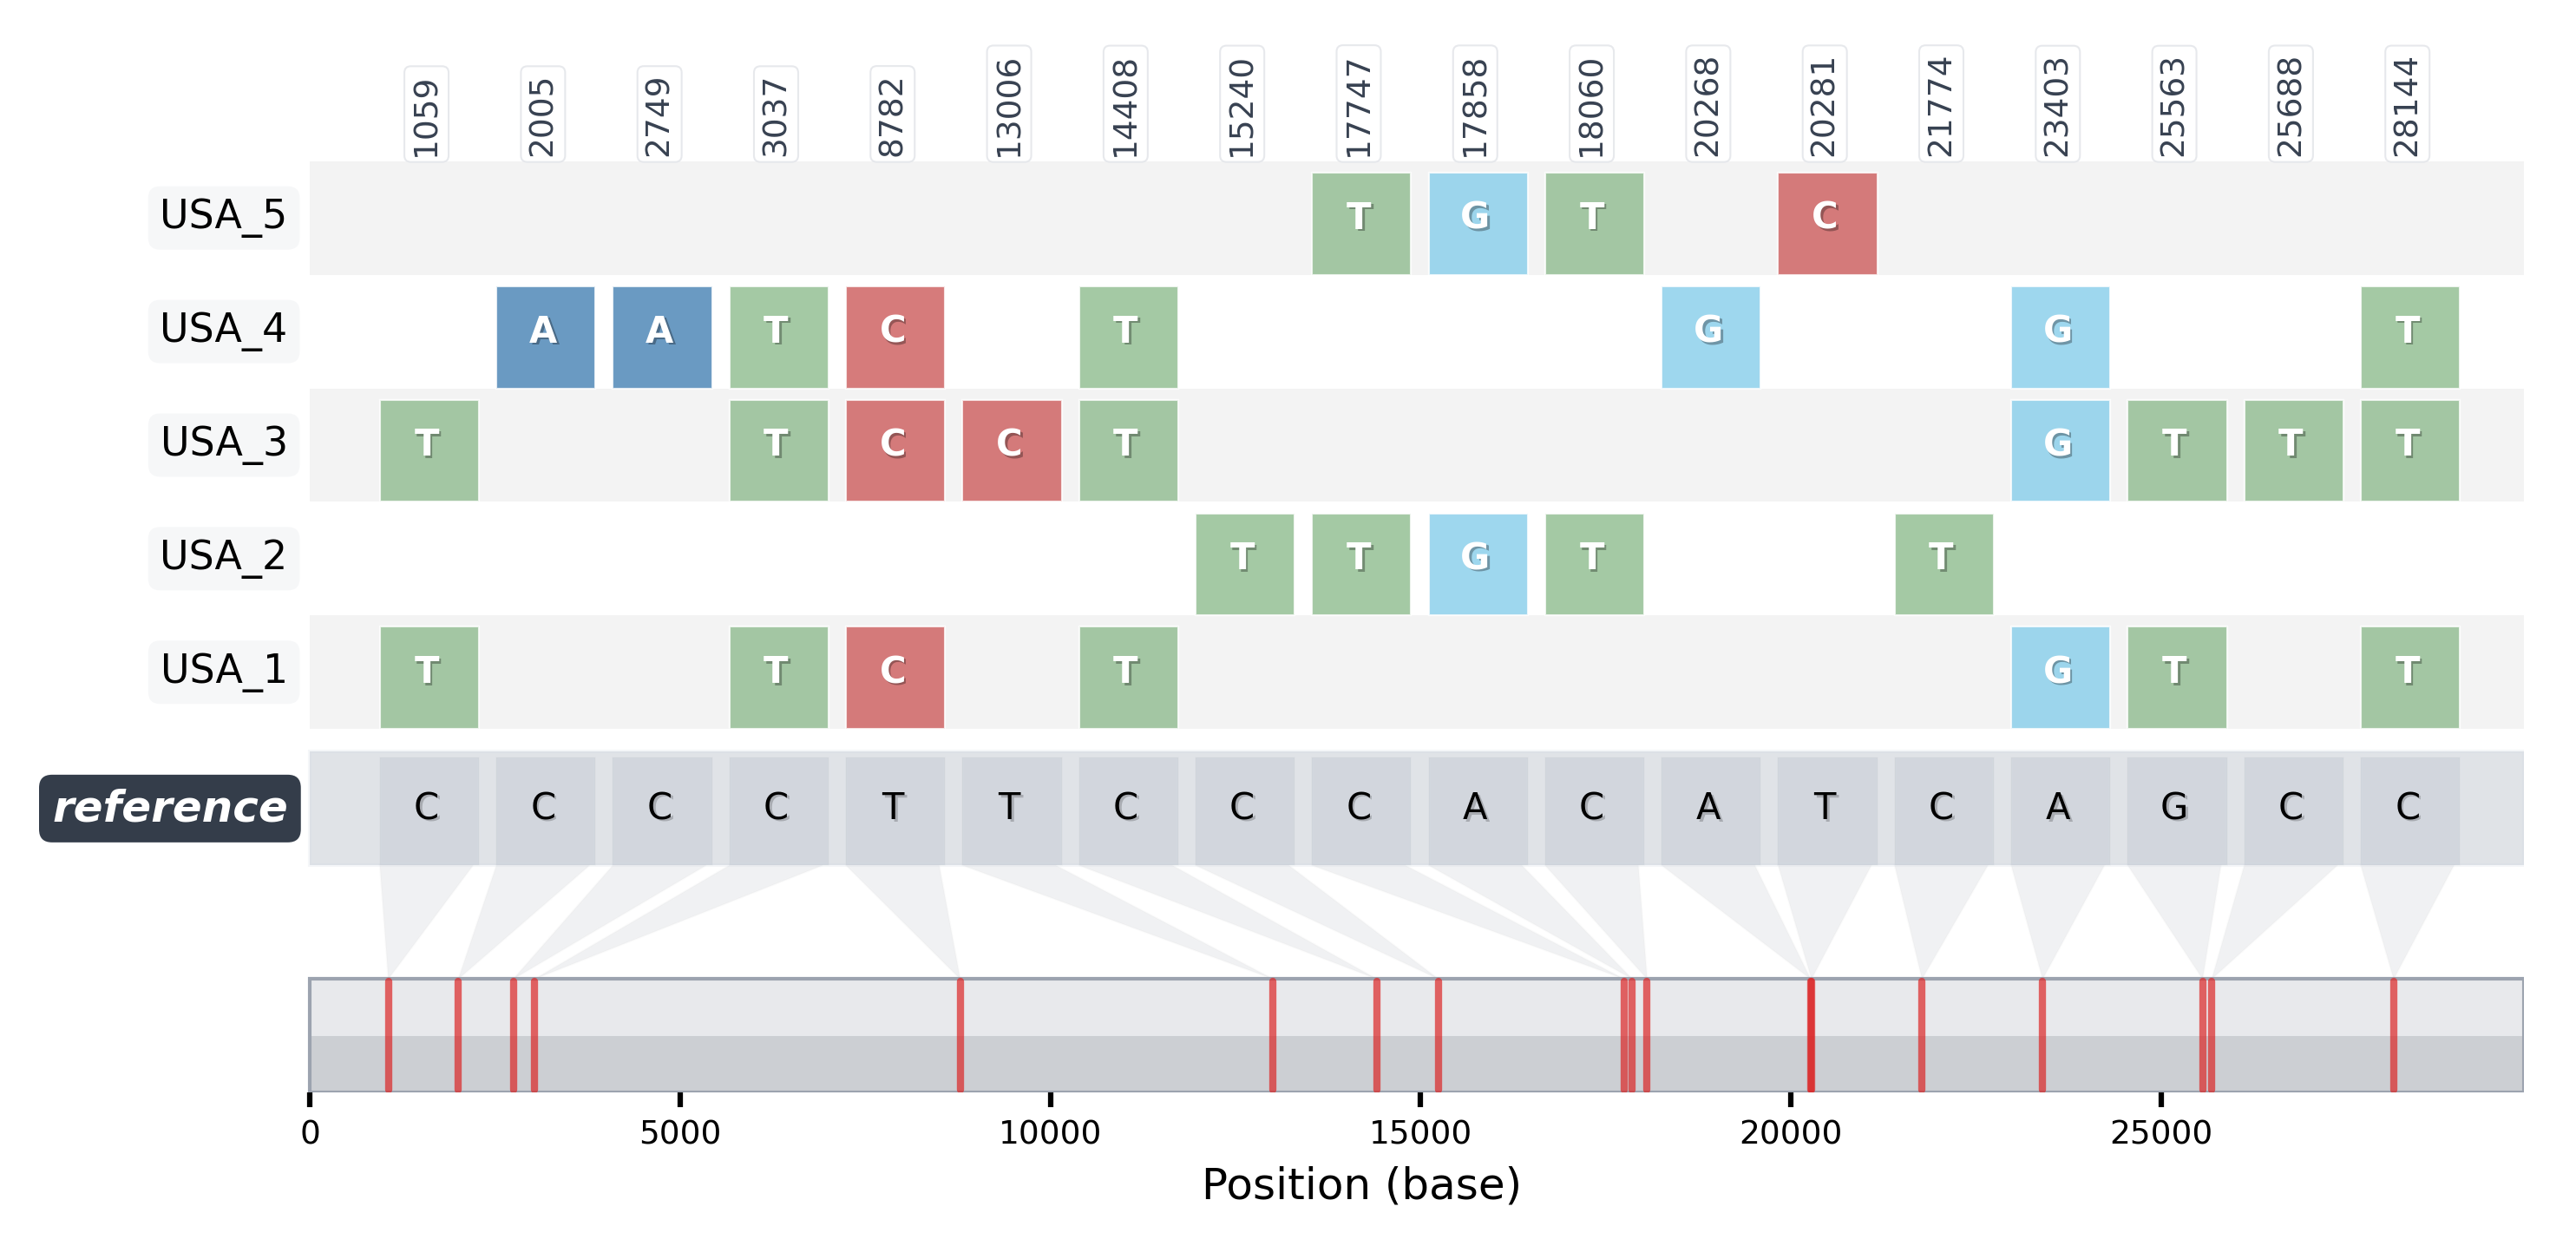 1059 2005 2749 3037 8782 13006 14408 15240 17747 17858 18060 20268 20281 21774 23403 25563 25688 28144
USA_5 T G T C
USA_4 A A T C T G G T
USA_3 T T C C T G T T T
USA_2 T T G T T
USA_1 T T C T G T T
reference C C C C T T C C C A C A T C A G C C
0 5000 10000 15000 20000 25000
Position (base)